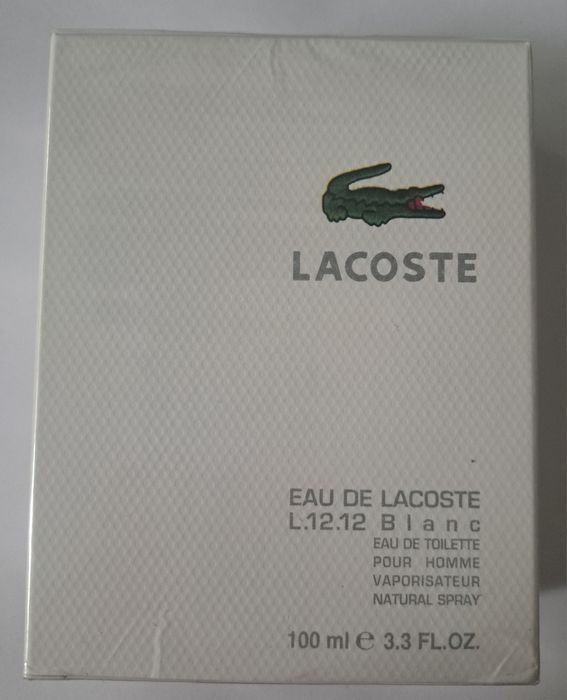 LACOSTE
EAU DE LACOSTE
L.12.12 Blanc
EAU DE TOILETTE
POUR HOMME
VAPORISATEUR
NATURAL SPRAY
100 ml ℮ 3.3 FL.OZ.